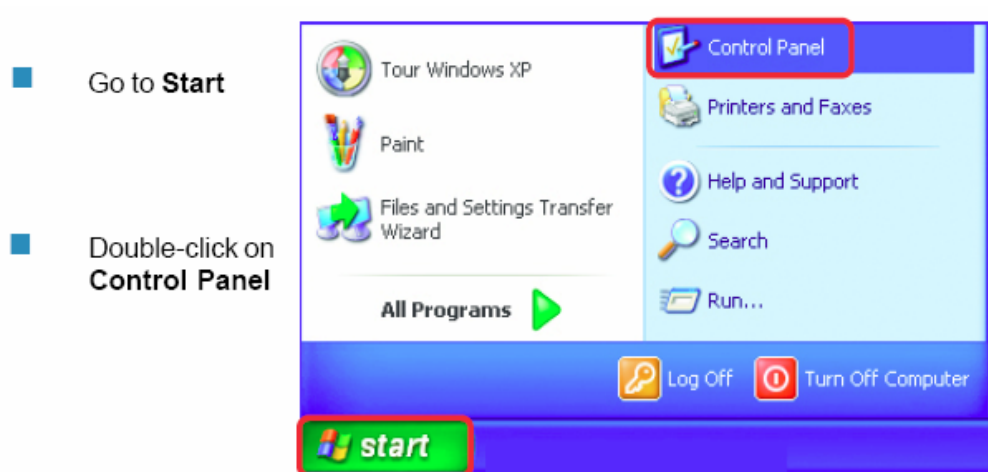 Go to Start
Double-click on
Control Panel
Tour Windows XP
Paint
Files and Settings Transfer
Wizard
All Programs
Control Panel
Printers and Faxes
Help and Support
Search
Run...
Log Off
Turn Off Computer
start